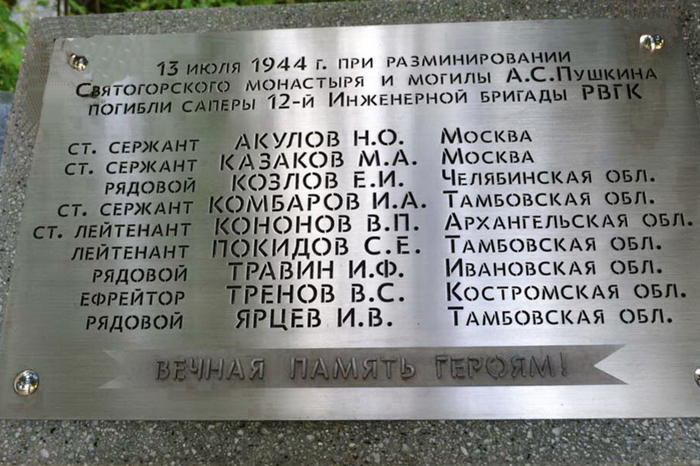 13 июля 1944 г. при разминировании
Святогорского монастыря и могилы А.С.Пушкина
погибли саперы 12-й Инженерной бригады РВГК
ст. сержант АКУЛОВ Н.О. Москва
ст. сержант КАЗАКОВ М.А. Москва
рядовой КОЗЛОВ Е.И. Челябинская обл.
ст. сержант КОМБАРОВ И.А. Тамбовская обл.
ст. лейтенант КОНОНОВ В.П. Архангельская обл.
лейтенант ПОКИДОВ С.Е. Тамбовская обл.
рядовой ТРАВИН И.Ф. Ивановская обл.
ефрейтор ТРЕНОВ В.С. Костромская обл.
рядовой ЯРЦЕВ И.В. Тамбовская обл.
ВЕЧНАЯ ПАМЯТЬ ГЕРОЯМ!